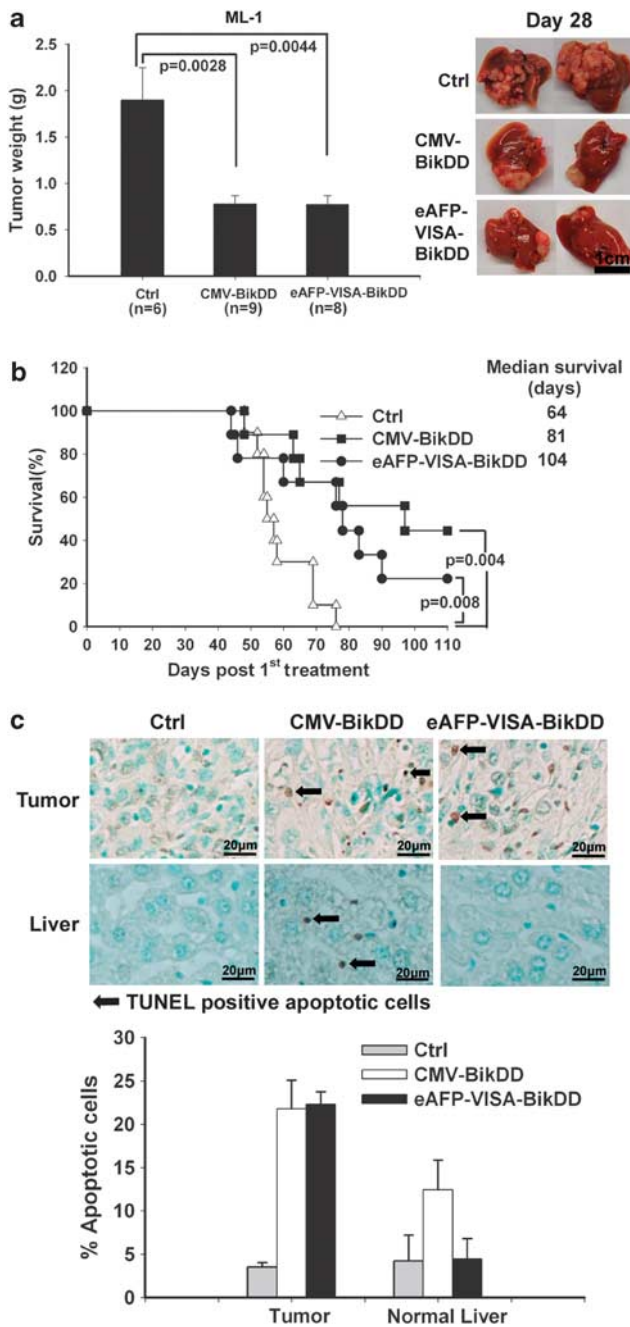 a
ML-1
Day 28
p=0.0044
p=0.0028
Tumor weight (g)
2.5
2.0
1.5
1.0
0.5
0.0
Ctrl
(n=6)
CMV-BikDD
(n=9)
eAFP-VISA-BikDD
(n=8)
Ctrl
CMV-
BikDD
eAFP-
VISA-
BikDD
1cm
b
Median survival
(days)
Ctrl 64
CMV-BikDD 81
eAFP-VISA-BikDD 104
Survival(%)
120
100
80
60
40
20
0
p=0.004
p=0.008
0 10 20 30 40 50 60 70 80 90 100 110
Days post 1st treatment
c
Ctrl CMV-BikDD eAFP-VISA-BikDD
Tumor
20µm 20µm 20µm
Liver
20µm 20µm 20µm
TUNEL positive apoptotic cells
% Apoptotic cells
30
25
20
15
10
5
0
Ctrl
CMV-BikDD
eAFP-VISA-BikDD
Tumor Normal Liver